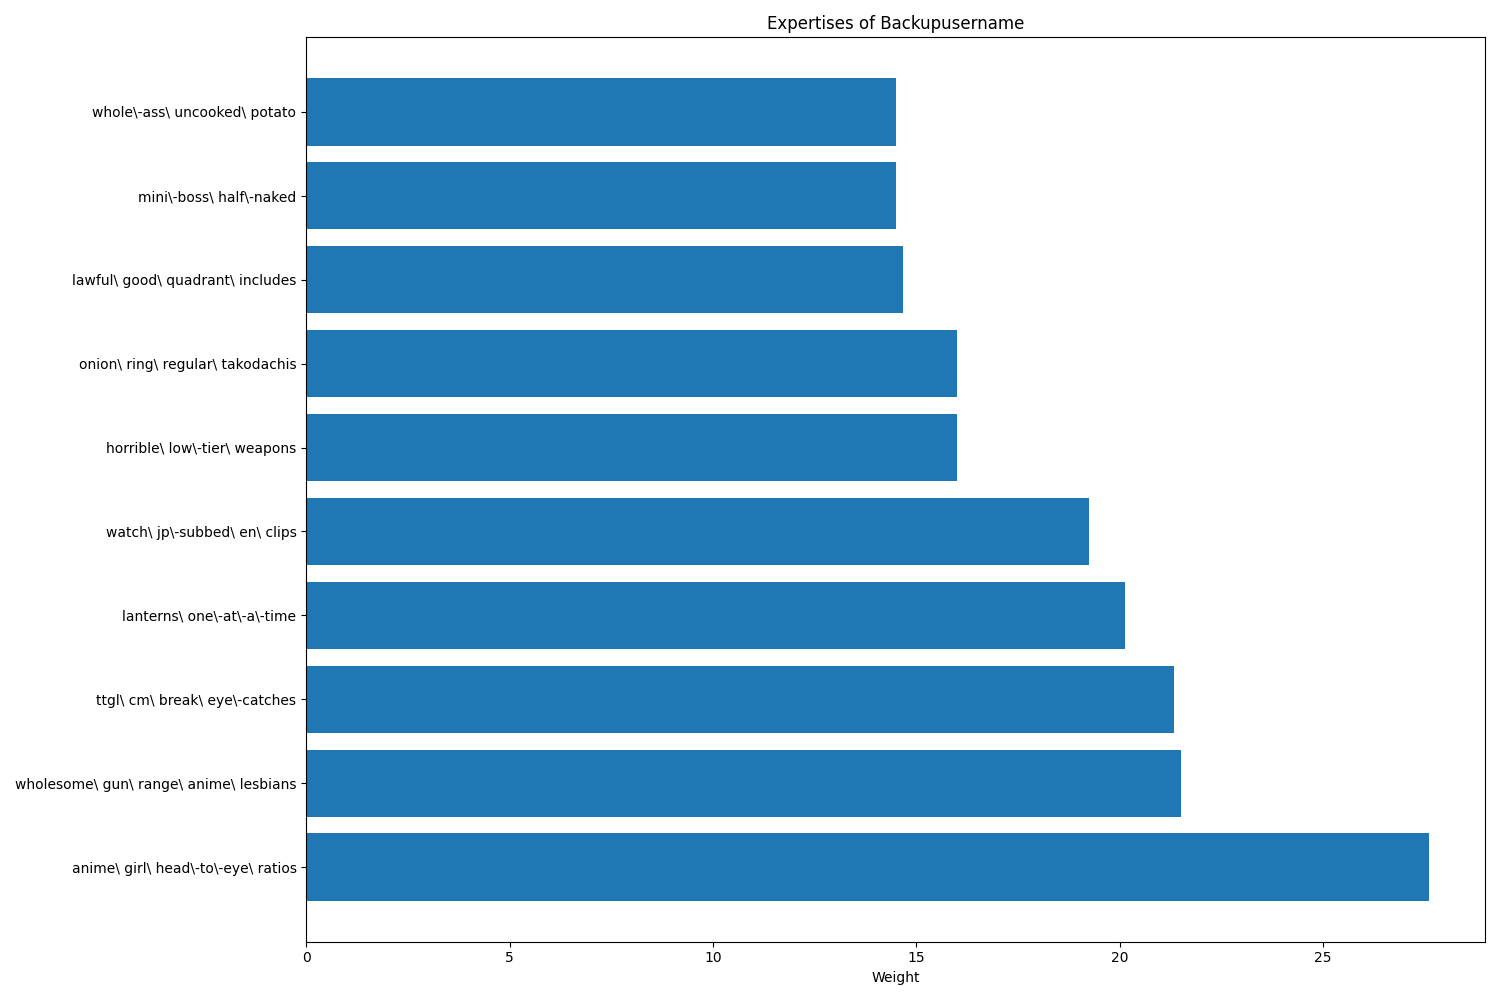 Expertises of Backupusername
whole\-ass\ uncooked\ potato
mini\-boss\ half\-naked
lawful\ good\ quadrant\ includes
onion\ ring\ regular\ takodachis
horrible\ low\-tier\ weapons
watch\ jp\-subbed\ en\ clips
lanterns\ one\-at\-a\-time
ttgl\ cm\ break\ eye\-catches
wholesome\ gun\ range\ anime\ lesbians
anime\ girl\ head\-to\-eye\ ratios
0 5 10 15 20 25
Weight